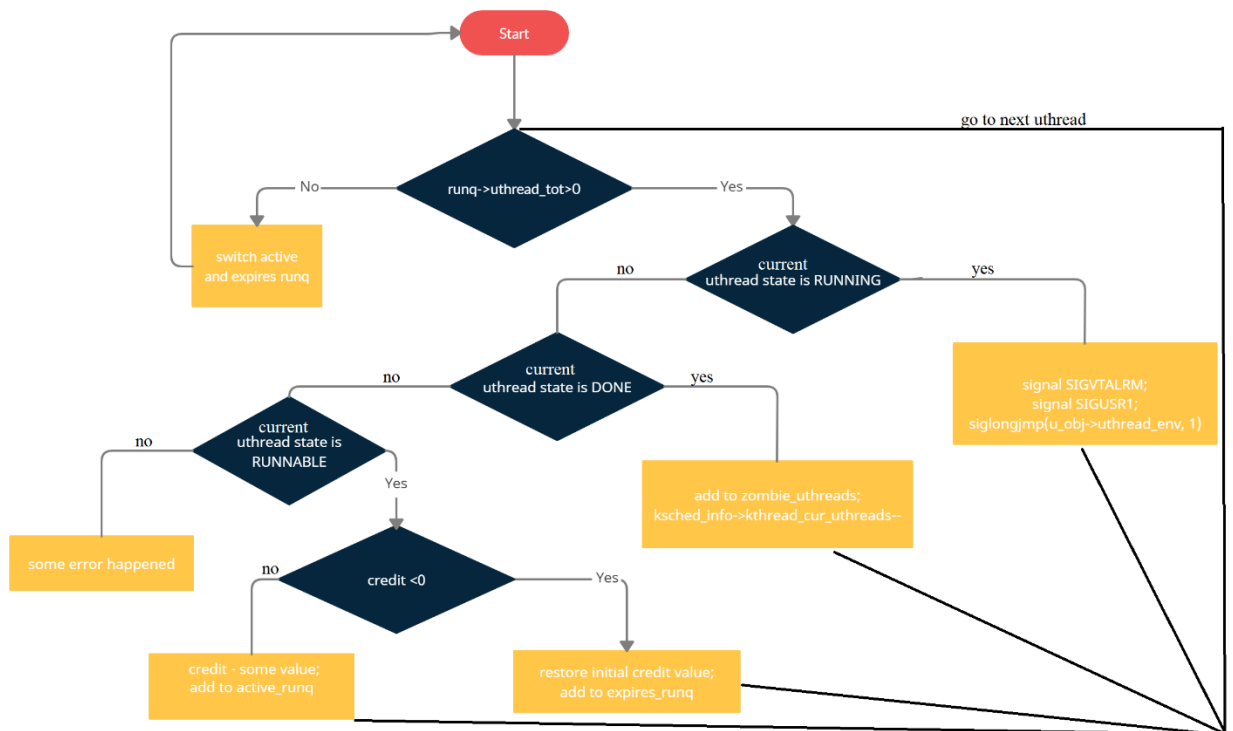 Start
go to next uthread
runq->uthread_tot>0
No
Yes
switch active
and expires runq
current
uthread state is RUNNING
no
yes
signal SIGVTALRM;
signal SIGUSR1;
siglongjmp(u_obj->uthread_env, 1)
current
uthread state is DONE
no
yes
current
uthread state is
RUNNABLE
no
Yes
add to zombie_uthreads;
ksched_info->kthread_cur_uthreads--
some error happened
credit <0
no
Yes
credit - some value;
add to active_runq
restore initial credit value;
add to expires_runq